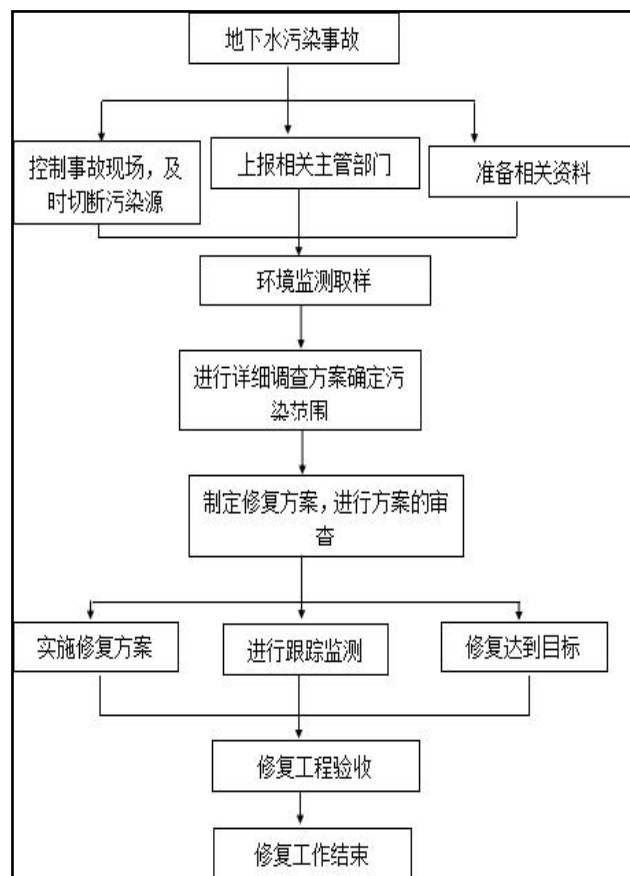 地下水污染事故
控制事故现场，及
时切断污染源
上报相关主管部门
准备相关资料
环境监测取样
进行详细调查方案确定污
染范围
制定修复方案，进行方案的审
查
实施修复方案
进行跟踪监测
修复达到目标
修复工程验收
修复工作结束